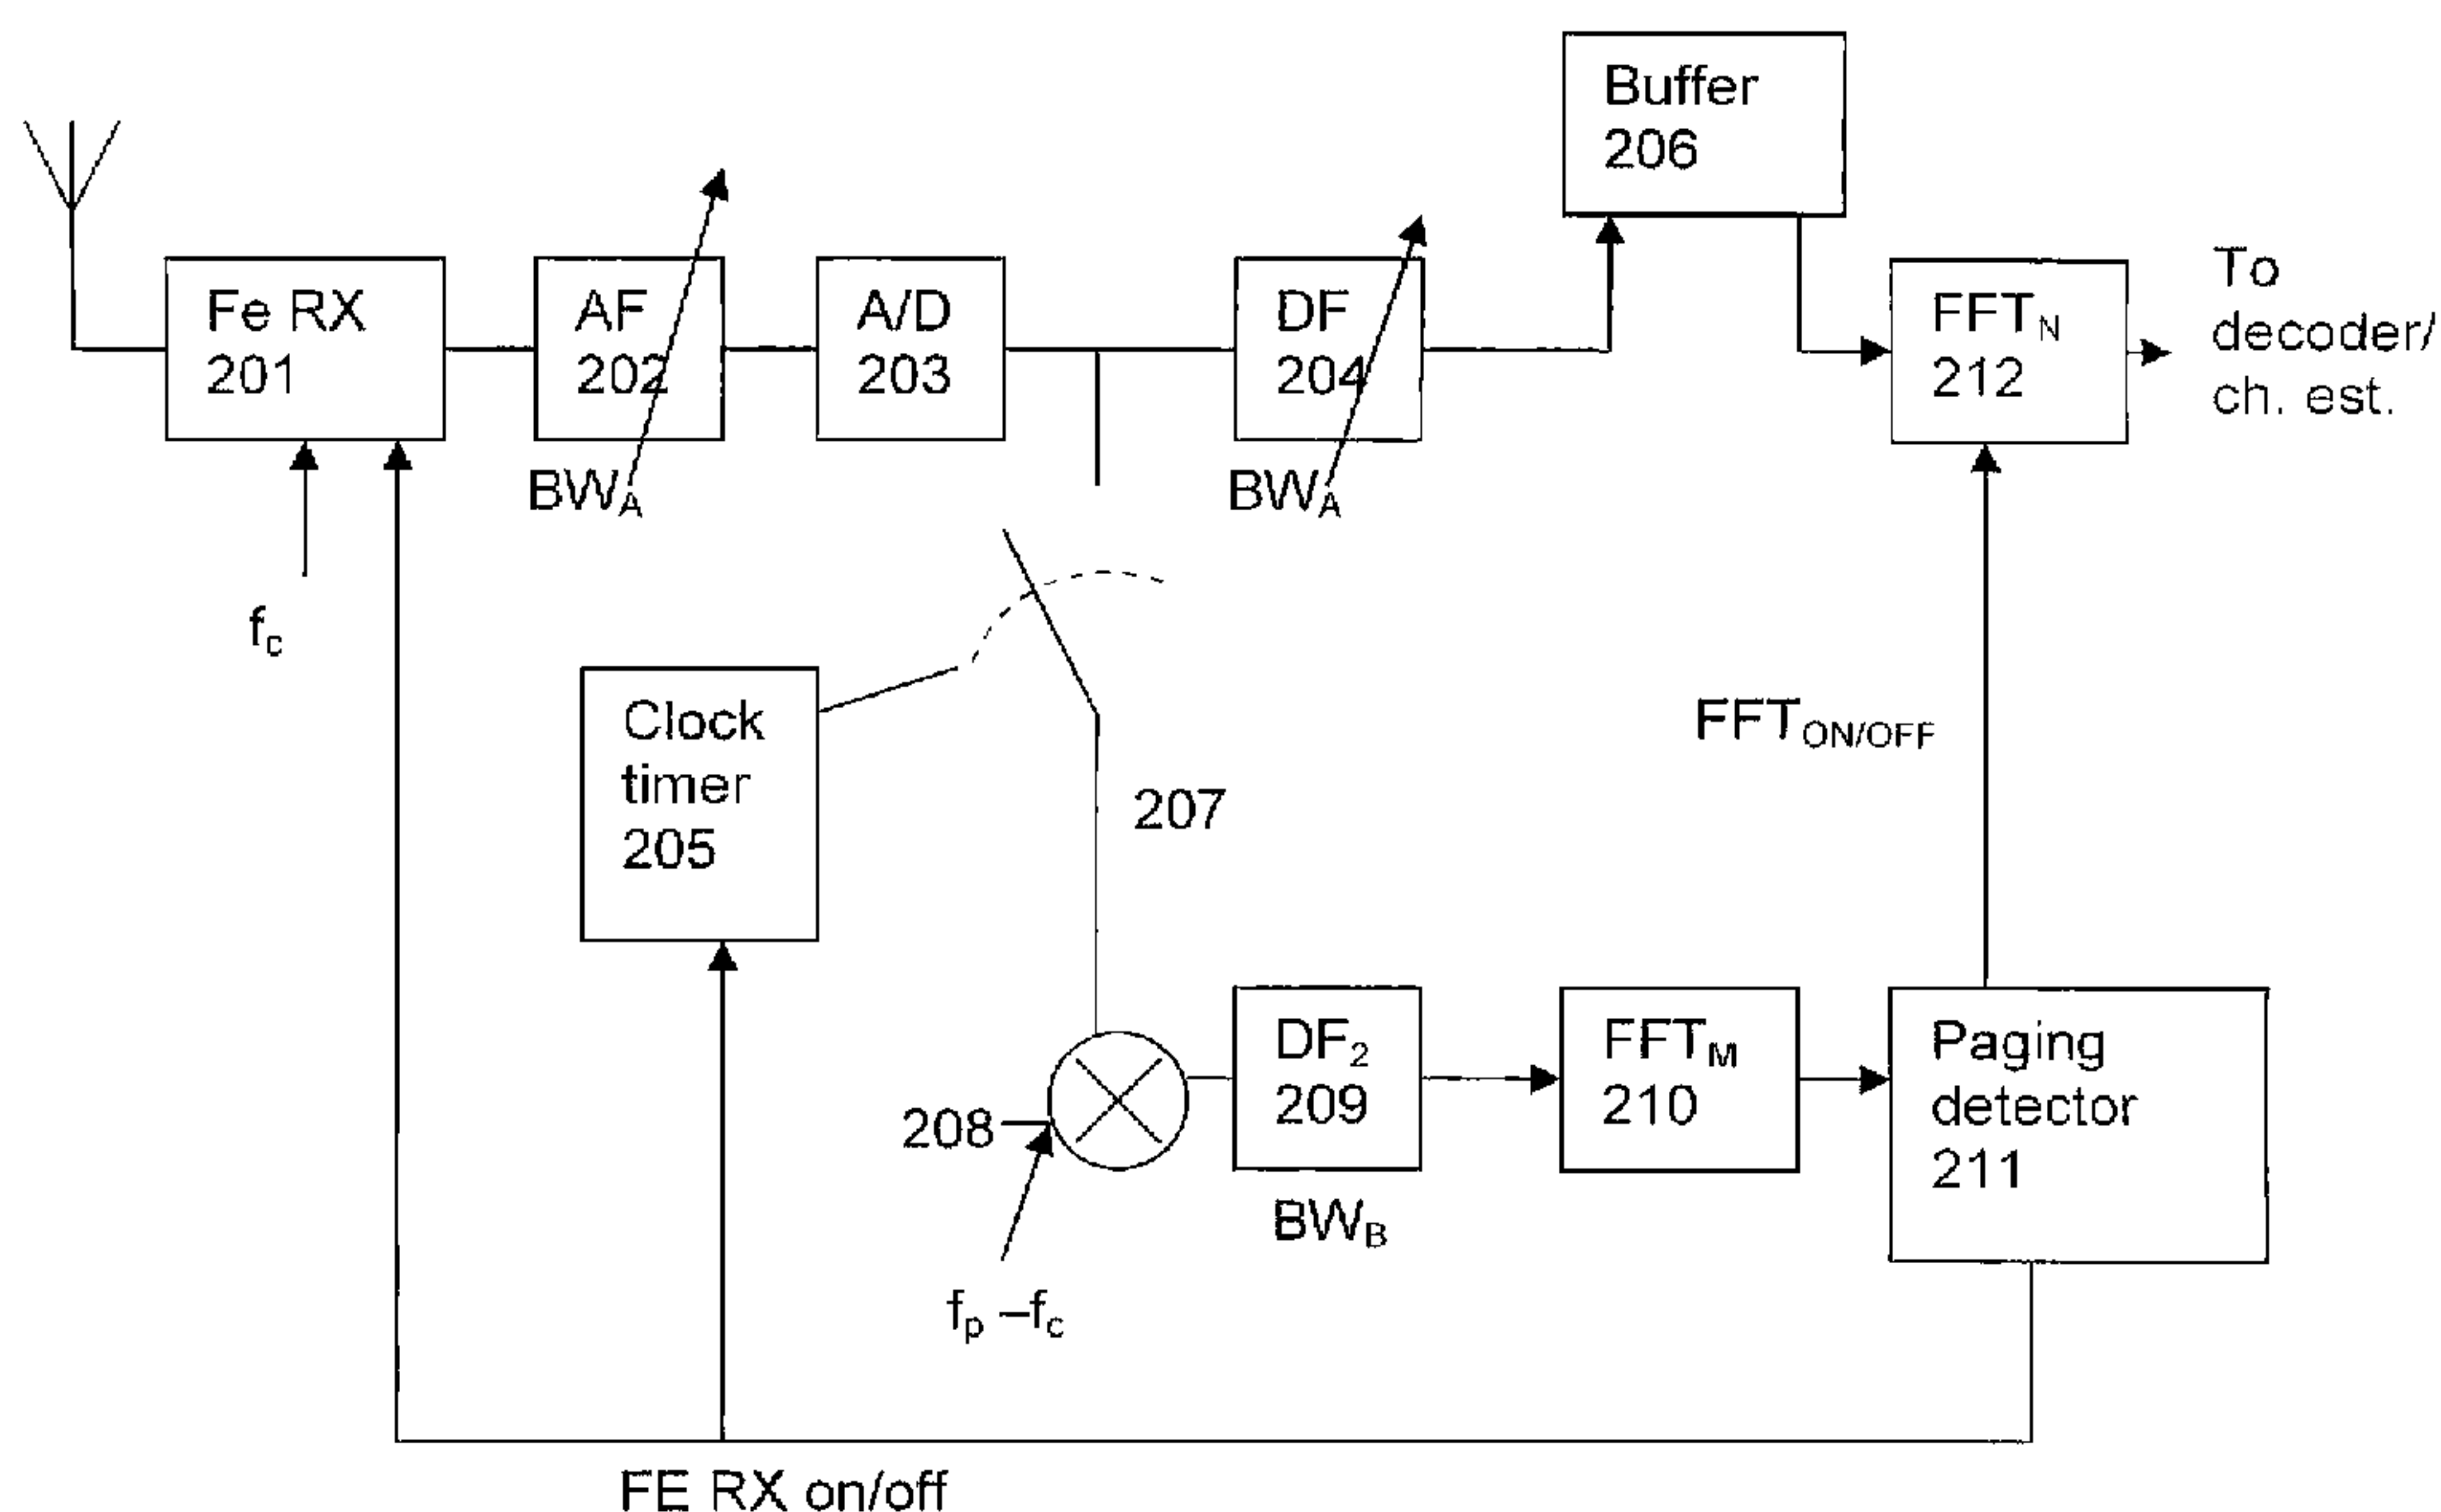 Buffer
206
Fe RX
201
AF
202
A/D
203
DF
204
FFT_N
212
To
decoder/
ch. est.
BW_A
BW_A
f_c
Clock
timer
205
207
FFT_ON/OFF
208
DF_2
209
FFT_M
210
Paging
detector
211
BW_B
f_p –f_c
FE RX on/off